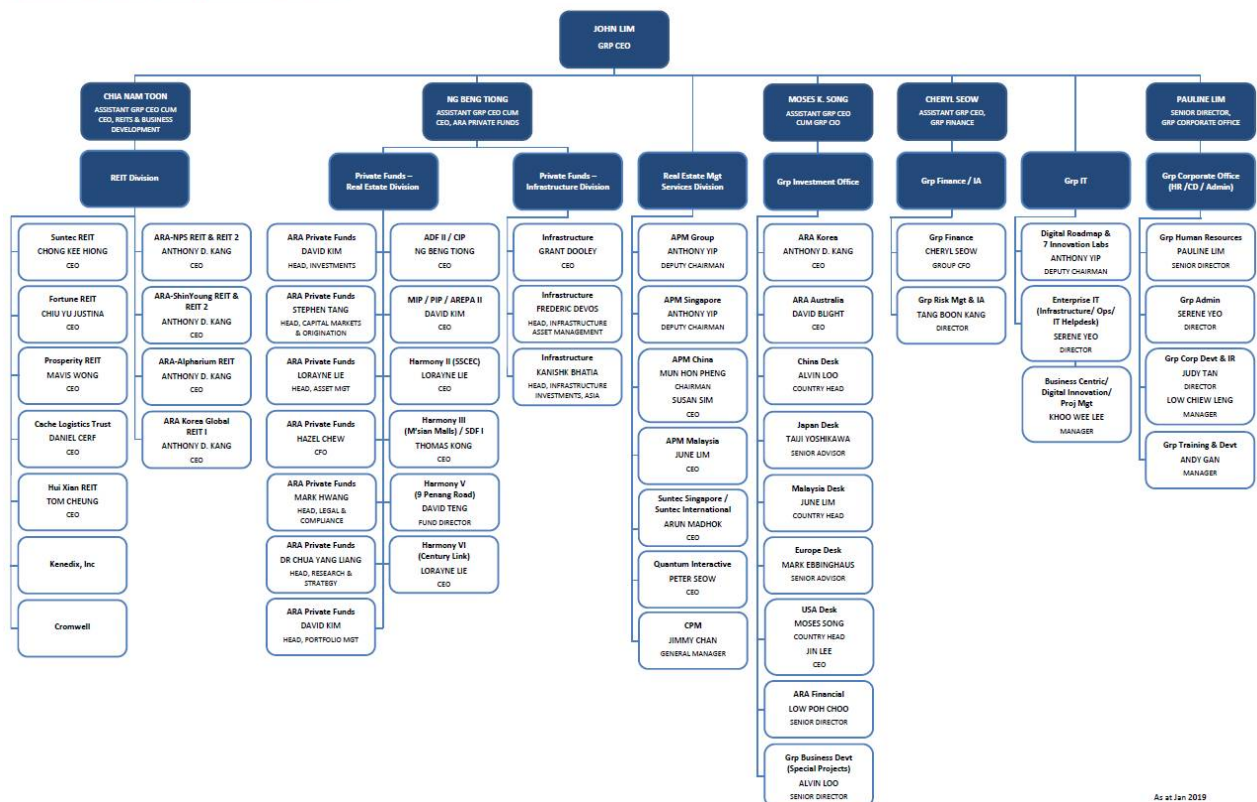 JOHN LIM
GRP CEO
CHIA NAM TOON
ASSISTANT GRP CEO CUM
CEO, REITS & BUSINESS
DEVELOPMENT
NG BENG TIONG
ASSISTANT GRP CEO CUM
CEO, ARA PRIVATE FUNDS
MOSES K. SONG
ASSISTANT GRP CEO
CUM GRP CIO
CHERYL SEOW
ASSISTANT GRP CEO,
GRP FINANCE
PAULINE LIM
SENIOR DIRECTOR,
GRP CORPORATE OFFICE
REIT Division
Private Funds –
Real Estate Division
Private Funds –
Infrastructure Division
Real Estate Mgt
Services Division
Grp Investment Office
Grp Finance / IA
Grp IT
Grp Corporate Office
(HR /CD / Admin)
Suntec REIT
CHONG KEE HIONG
CEO
Fortune REIT
CHIU YU JUSTINA
CEO
Prosperity REIT
MAVIS WONG
CEO
Cache Logistics Trust
DANIEL CERF
CEO
Hui Xian REIT
TOM CHEUNG
CEO
Kenedix, Inc
Cromwell
ARA-NPS REIT & REIT 2
ANTHONY D. KANG
CEO
ARA-ShinYoung REIT &
REIT 2
ANTHONY D. KANG
CEO
ARA-Alpharium REIT
ANTHONY D. KANG
CEO
ARA Korea Global
REIT I
ANTHONY D. KANG
CEO
ARA Private Funds
DAVID KIM
HEAD, INVESTMENTS
ARA Private Funds
STEPHEN TANG
HEAD, CAPITAL MARKETS
& ORIGINATION
ARA Private Funds
LORAYNE LIE
HEAD, ASSET MGT
ARA Private Funds
HAZEL CHEW
CFO
ARA Private Funds
MARK HWANG
HEAD, LEGAL &
COMPLIANCE
ARA Private Funds
DR CHUA YANG LIANG
HEAD, RESEARCH &
STRATEGY
ARA Private Funds
DAVID KIM
HEAD, PORTFOLIO MGT
ADF II / CIP
NG BENG TIONG
CEO
MIP / PIP / AREPA II
DAVID KIM
CEO
Harmony II (SSCEC)
LORAYNE LIE
CEO
Harmony III
(M'sian Malls) / SDF I
THOMAS KONG
CEO
Harmony V
(9 Penang Road)
DAVID TENG
FUND DIRECTOR
Harmony VI
(Century Link)
LORAYNE LIE
CEO
Infrastructure
GRANT DOOLEY
CEO
Infrastructure
FREDERIC DEVOS
HEAD, INFRASTRUCTURE
ASSET MANAGEMENT
Infrastructure
KANISHK BHATIA
HEAD, INFRASTRUCTURE
INVESTMENTS, ASIA
APM Group
ANTHONY YIP
DEPUTY CHAIRMAN
APM Singapore
ANTHONY YIP
DEPUTY CHAIRMAN
APM China
MUN HON PHENG
CHAIRMAN
SUSAN SIM
CEO
APM Malaysia
JUNE LIM
CEO
Suntec Singapore /
Suntec International
ARUN MADHOK
CEO
Quantum Interactive
PETER SEOW
CEO
CPM
JIMMY CHAN
GENERAL MANAGER
ARA Korea
ANTHONY D. KANG
CEO
ARA Australia
DAVID BLIGHT
CEO
China Desk
ALVIN LOO
COUNTRY HEAD
Japan Desk
TAIJI YOSHIKAWA
SENIOR ADVISOR
Malaysia Desk
JUNE LIM
COUNTRY HEAD
Europe Desk
MARK EBBINGHAUS
SENIOR ADVISOR
USA Desk
MOSES SONG
COUNTRY HEAD
JIN LEE
CEO
ARA Financial
LOW POH CHOO
SENIOR DIRECTOR
Grp Business Devt
(Special Projects)
ALVIN LOO
SENIOR DIRECTOR
Grp Finance
CHERYL SEOW
GROUP CFO
Grp Risk Mgt & IA
TANG BOON KANG
DIRECTOR
Digital Roadmap &
7 Innovation Labs
ANTHONY YIP
DEPUTY CHAIRMAN
Enterprise IT
(Infrastructure/ Ops/
IT Helpdesk)
SERENE YEO
DIRECTOR
Business Centric/
Digital Innovation/
Proj Mgt
KHOO WEE LEE
MANAGER
Grp Human Resources
PAULINE LIM
SENIOR DIRECTOR
Grp Admin
SERENE YEO
DIRECTOR
Grp Corp Devt & IR
JUDY TAN
DIRECTOR
LOW CHIEW LENG
MANAGER
Grp Training & Devt
ANDY GAN
MANAGER
As at Jan 2019